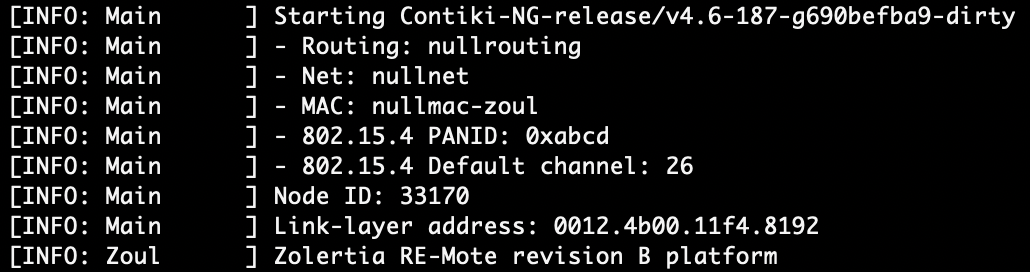 [INFO: Main      ] Starting Contiki-NG-release/v4.6-187-g690befba9-dirty
[INFO: Main      ] - Routing: nullrouting
[INFO: Main      ] - Net: nullnet
[INFO: Main      ] - MAC: nullmac-zoul
[INFO: Main      ] - 802.15.4 PANID: 0xabcd
[INFO: Main      ] - 802.15.4 Default channel: 26
[INFO: Main      ] Node ID: 33170
[INFO: Main      ] Link-layer address: 0012.4b00.11f4.8192
[INFO: Zoul      ] Zolertia RE-Mote revision B platform